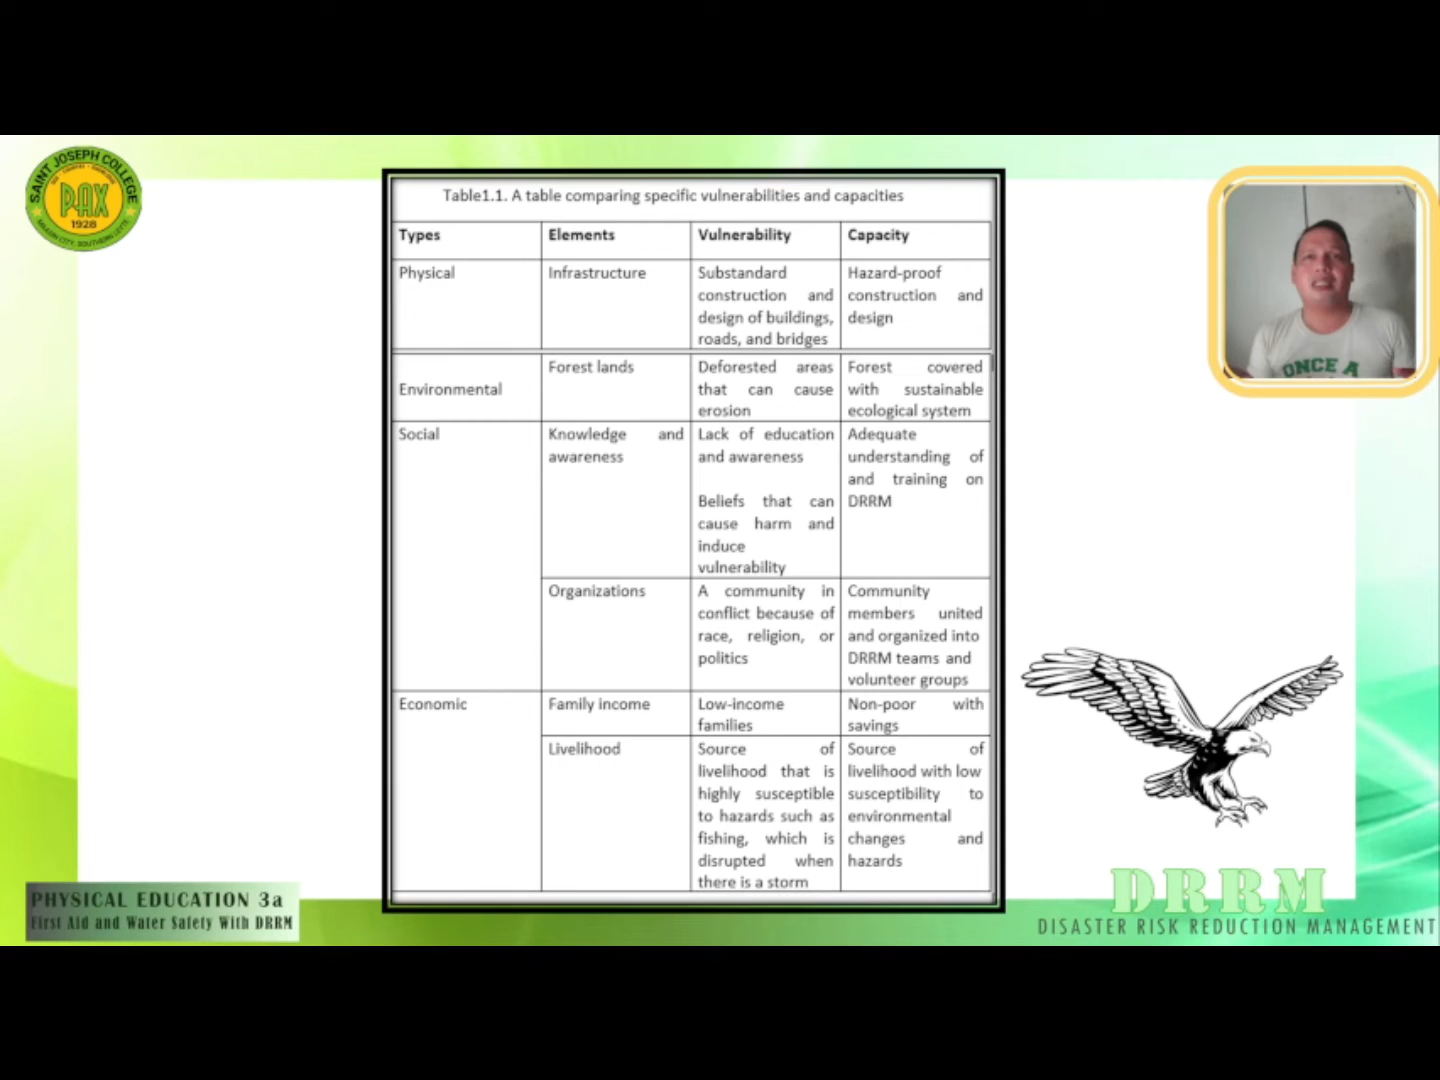 SAINT JOSEPH COLLEGE
PAX
1928
Table1.1. A table comparing specific vulnerabilities and capacities
Types Elements Vulnerability Capacity
Physical
Infrastructure
Substandard
construction and
design of buildings,
roads, and bridges
Hazard-proof
construction and
design
Environmental
Forest lands
Deforested areas
that can cause
erosion
Forest covered
with sustainable
ecological system
Social
Knowledge and
awareness
Lack of education
and awareness
Beliefs that can
cause harm and
induce
vulnerability
Adequate
understanding of
and training on
DRRM
Organizations
A community in
conflict because of
race, religion, or
politics
Community
members united
and organized into
DRRM teams and
volunteer groups
Economic
Family income
Low-income
families
Non-poor with
savings
Livelihood
Source of
livelihood that is
highly susceptible
to hazards such as
fishing, which is
disrupted when
there is a storm
Source of
livelihood with low
susceptibility to
environmental
changes and
hazards
ONCE A
PHYSICAL EDUCATION 3a
First Aid and Water Safety With DRRM
DRRM
DISASTER RISK REDUCTION MANAGEMENT